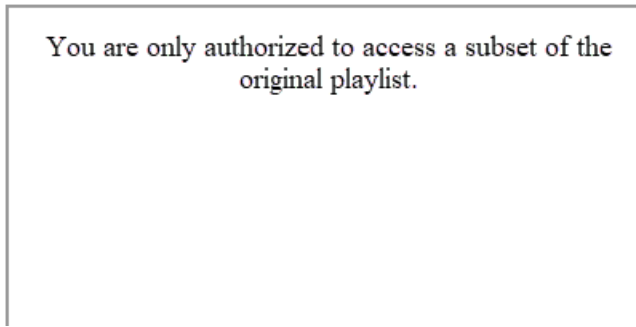 You are only authorized to access a subset of the
original playlist.